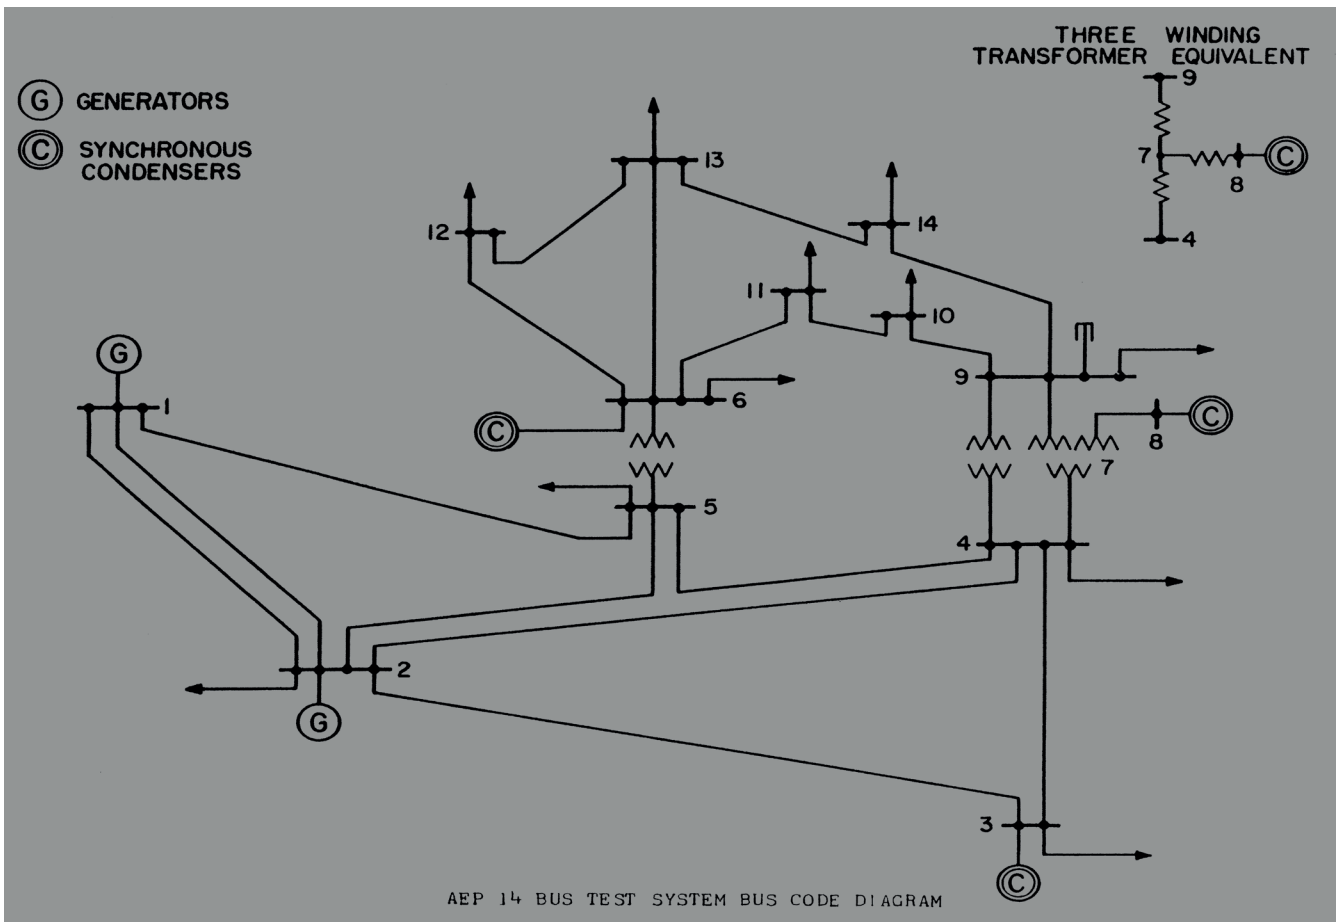 THREE WINDING
TRANSFORMER EQUIVALENT
9
G GENERATORS
C SYNCHRONOUS
CONDENSERS
7
C
8
4
13
12
14
11
10
G
1
9
6
C
8
C
7
5
4
2
G
3
C
AEP 14 BUS TEST SYSTEM BUS CODE DIAGRAM